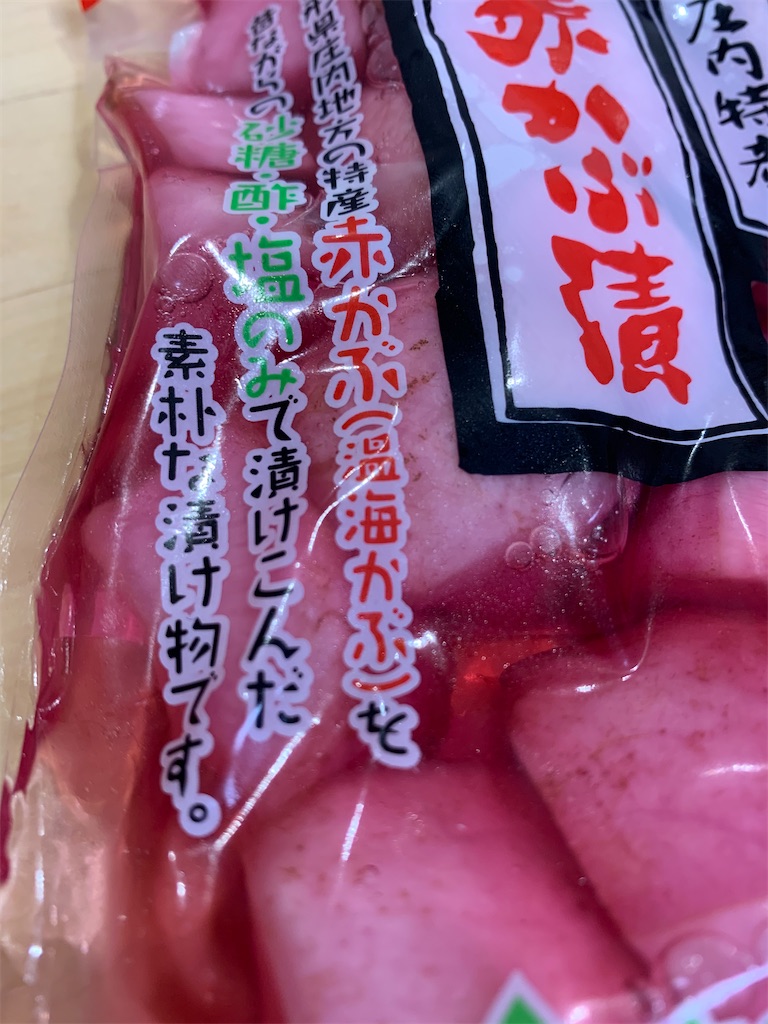 庄内特産
赤かぶ漬
形県庄内地方の特産赤かぶ(温海かぶ)を
昔ながらの砂糖・酢・塩のみで漬けこんだ
素朴な漬け物です。